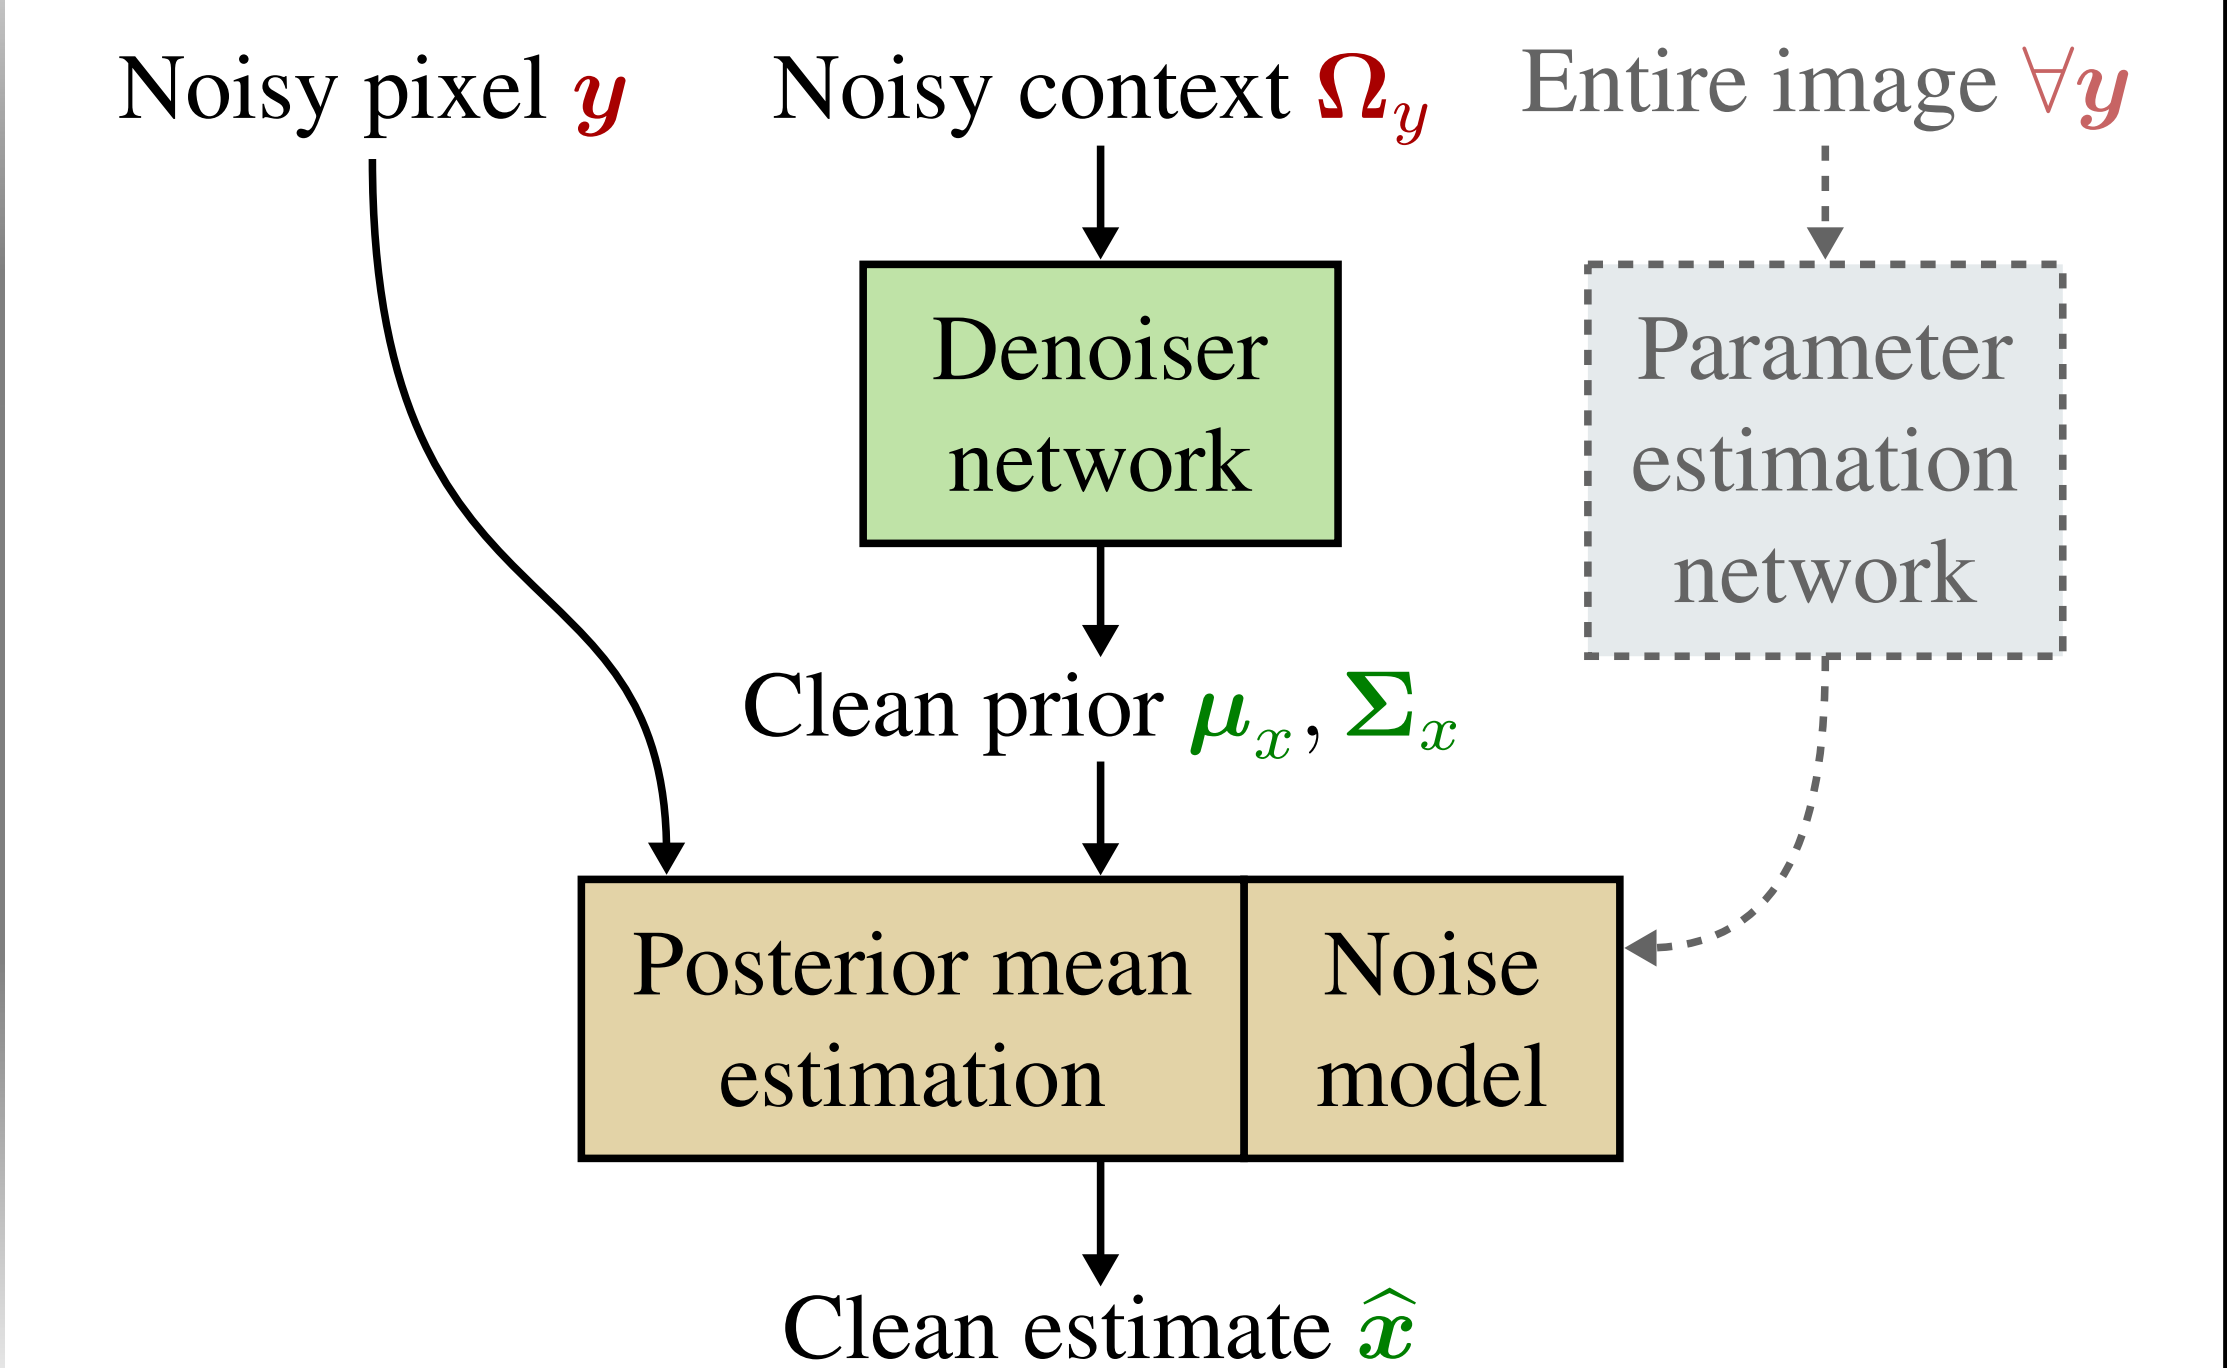 Noisy pixel y
Noisy context Ω_y
Entire image ∀y
Denoiser
network
Parameter
estimation
network
Clean prior μ_x, Σ_x
Posterior mean
estimation
Noise
model
Clean estimate x̂